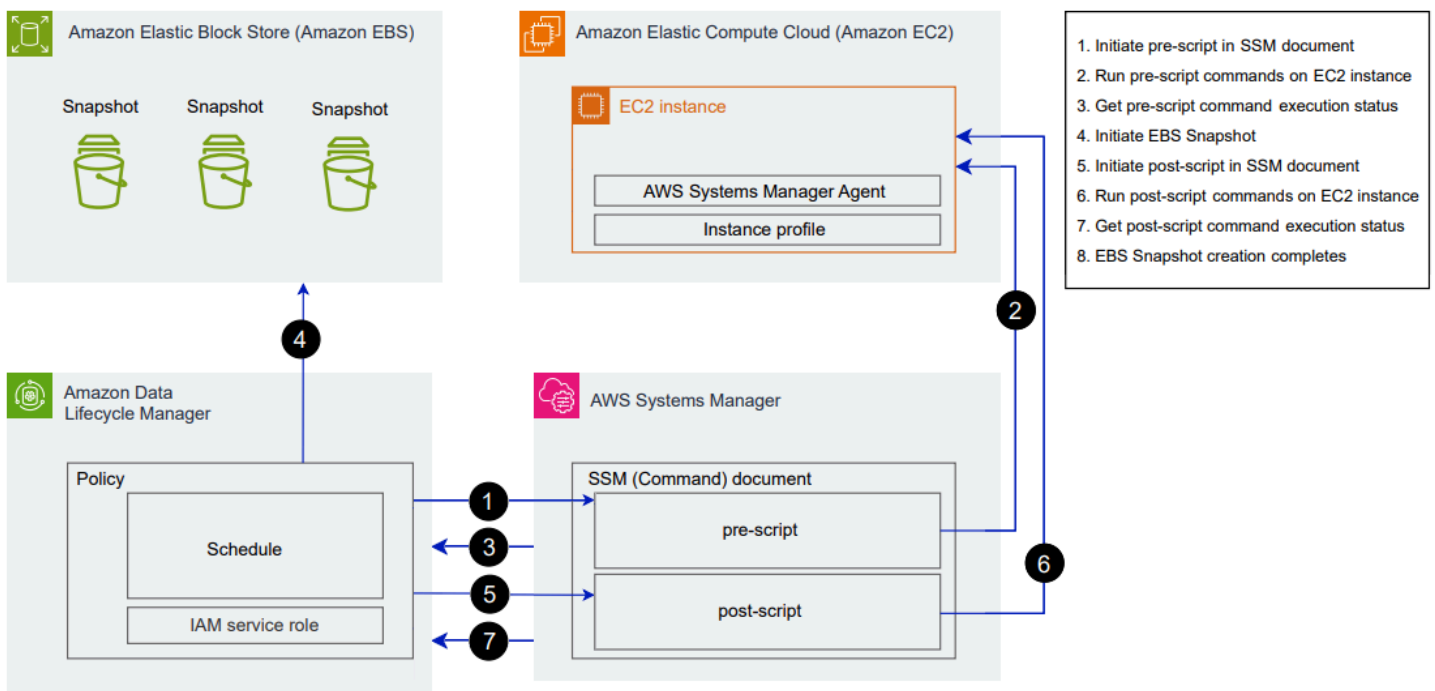 Amazon Elastic Block Store (Amazon EBS)
Snapshot
Snapshot
Snapshot
Amazon Elastic Compute Cloud (Amazon EC2)
EC2 instance
AWS Systems Manager Agent
Instance profile
1. Initiate pre-script in SSM document
2. Run pre-script commands on EC2 instance
3. Get pre-script command execution status
4. Initiate EBS Snapshot
5. Initiate post-script in SSM document
6. Run post-script commands on EC2 instance
7. Get post-script command execution status
8. EBS Snapshot creation completes
4
2
Amazon Data
Lifecycle Manager
Policy
Schedule
IAM service role
1
3
5
7
AWS Systems Manager
SSM (Command) document
pre-script
post-script
6